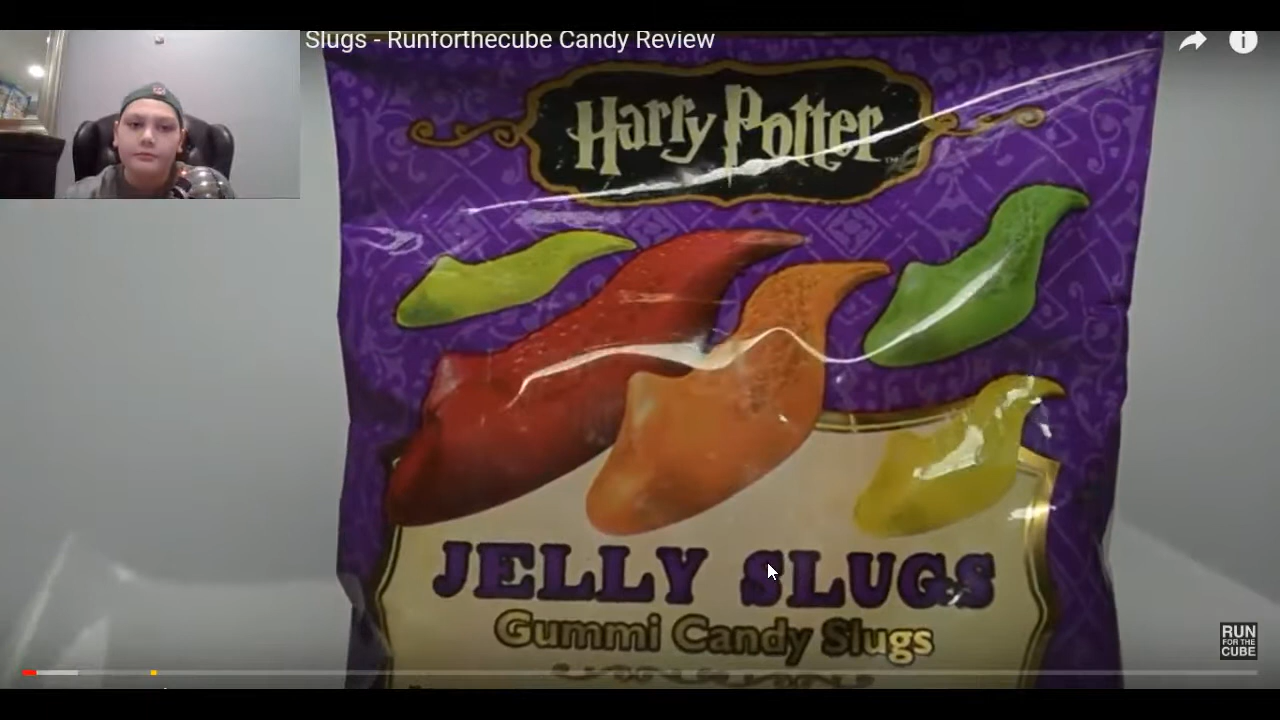 Slugs - Runforthecube Candy Review
Harry Potter
JELLY SLUGS
Gummi Candy Slugs
RUN
FOR THE
CUBE